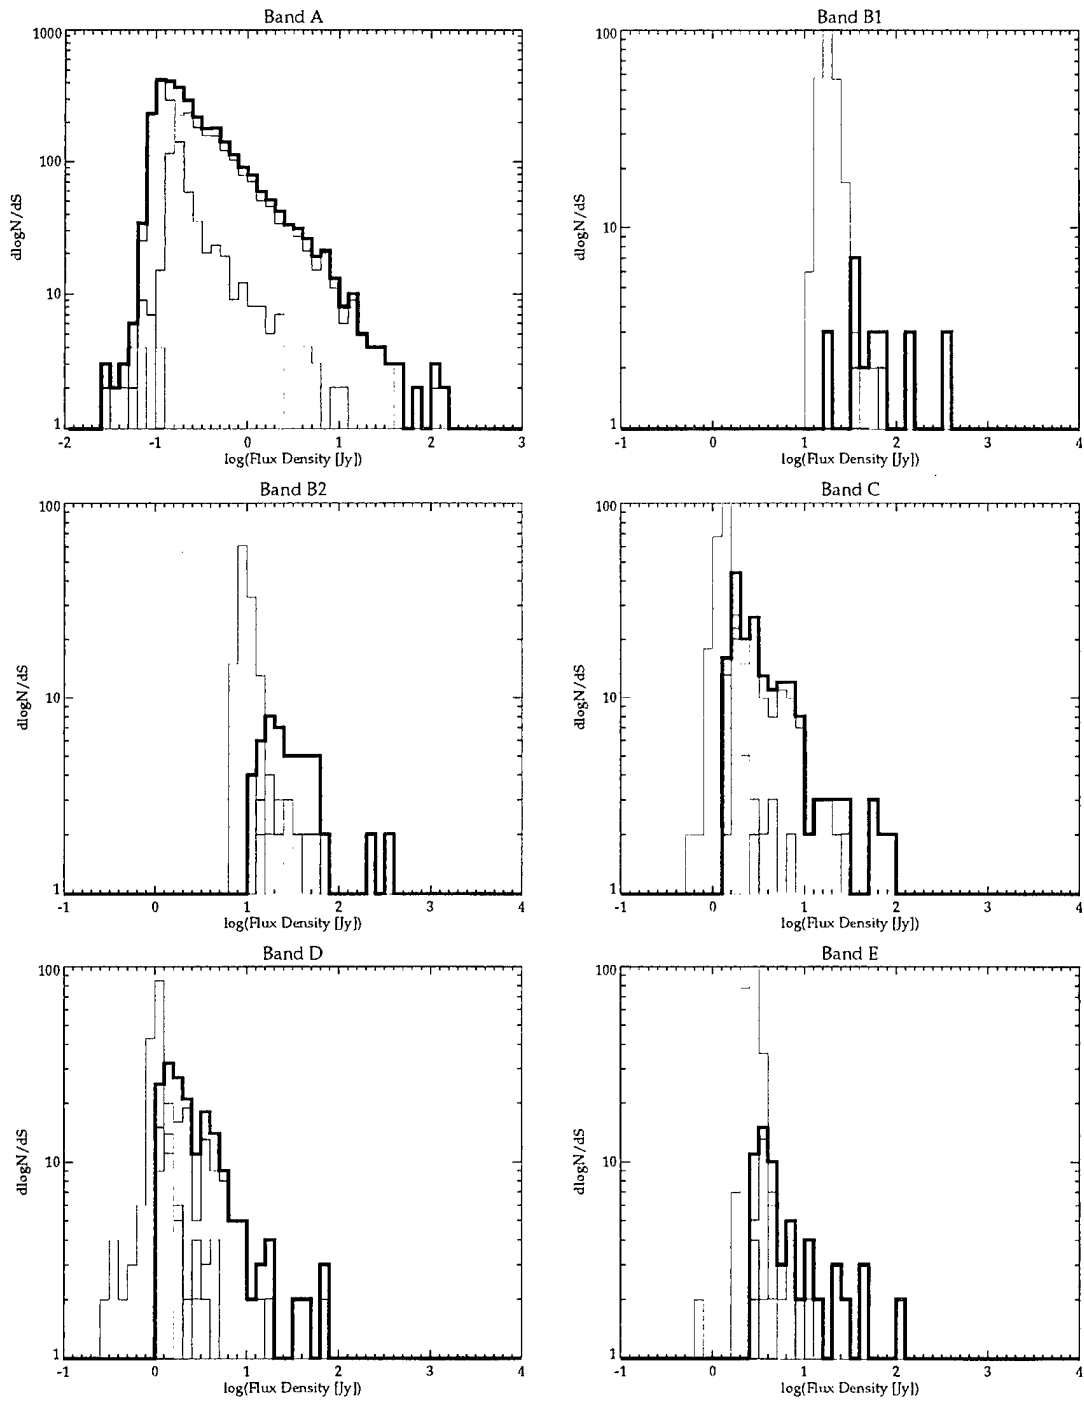 Band A
1000
100
10
1
dlogN/dS
-2 -1 0 1 2 3
log(Flux Density [Jy])
Band B1
100
10
1
dlogN/dS
-1 0 1 2 3 4
log(Flux Density [Jy])
Band B2
100
10
1
dlogN/dS
-1 0 1 2 3 4
log(Flux Density [Jy])
Band C
100
10
1
dlogN/dS
-1 0 1 2 3 4
log(Flux Density [Jy])
Band D
100
10
1
dlogN/dS
-1 0 1 2 3 4
log(Flux Density [Jy])
Band E
100
10
1
dlogN/dS
-1 0 1 2 3 4
log(Flux Density [Jy])